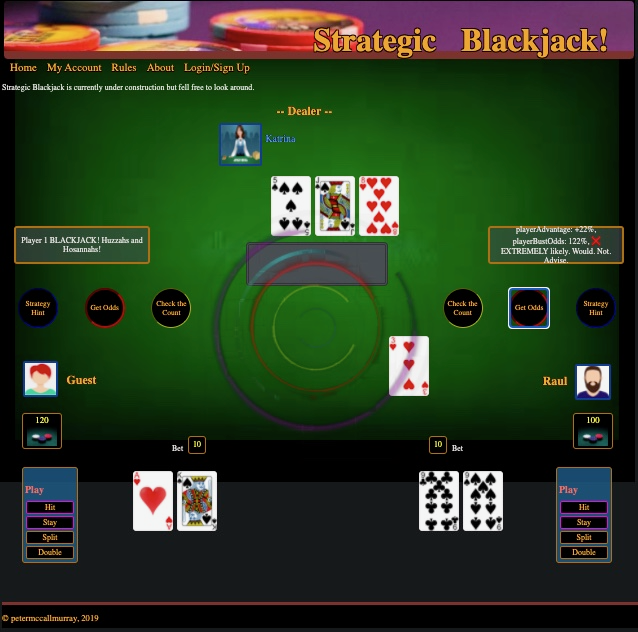 Strategic Blackjack!
Home My Account Rules About Login/Sign Up
Strategic Blackjack is currently under construction but fell free to look around.
-- Dealer --
Katrina
Player 1 BLACKJACK! Huzzahs and
Hosannahs!
playerAdvantage: +22%,
playerBustOdds: 122%, ❌
EXTREMELY likely. Would. Not.
Advise.
Strategy
Hint
Get Odds
Check the
Count
Check the
Count
Get Odds
Strategy
Hint
Guest
Raul
120
100
Bet 10
10 Bet
Play
Hit
Stay
Split
Double
Play
Hit
Stay
Split
Double
© petermccallmurray, 2019